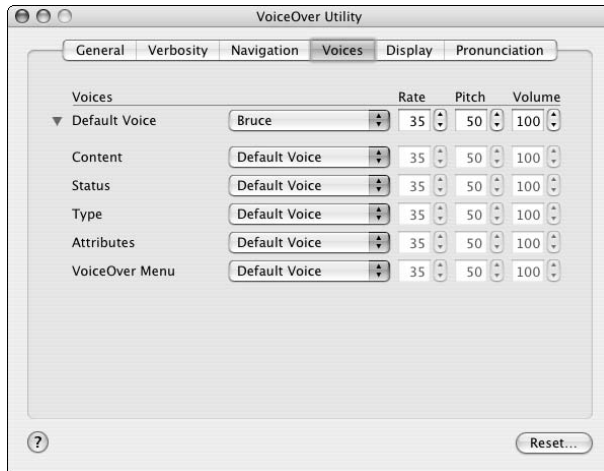 VoiceOver Utility
General Verbosity Navigation Voices Display Pronunciation
Voices Rate Pitch Volume
Default Voice Bruce 35 50 100
Content Default Voice 35 50 100
Status Default Voice 35 50 100
Type Default Voice 35 50 100
Attributes Default Voice 35 50 100
VoiceOver Menu Default Voice 35 50 100
? Reset...